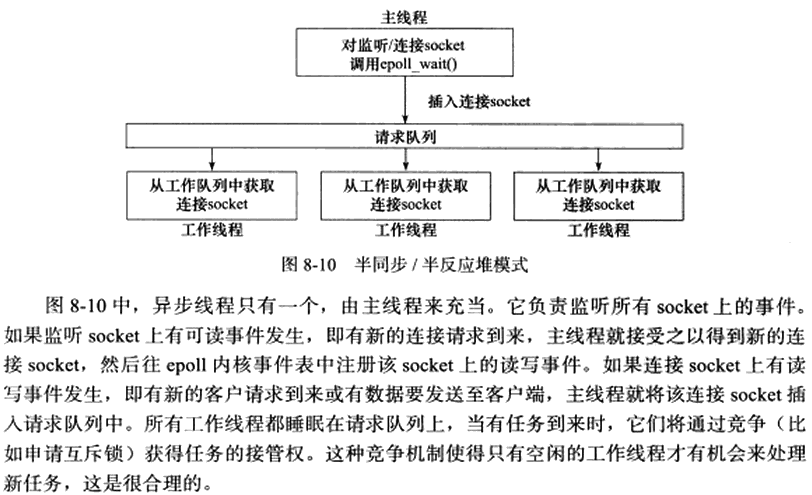 主线程
对监听/连接socket
调用epoll_wait()
插入连接socket
请求队列
从工作队列中获取 从工作队列中获取 从工作队列中获取
连接socket 连接socket 连接socket
工作线程 工作线程 工作线程
图 8-10 半同步/半反应堆模式
图 8-10 中，异步线程只有一个，由主线程来充当。它负责监听所有 socket 上的事件。
如果监听 socket 上有可读事件发生，即有新的连接请求到来，主线程就接受之以得到新的连
接 socket，然后往 epoll 内核事件表中注册该 socket 上的读写事件。如果连接 socket 上有读
写事件发生，即有新的客户请求到来或有数据要发送至客户端，主线程就将该连接 socket 插
入请求队列中。所有工作线程都睡眠在请求队列上，当有任务到来时，它们将通过竞争（比
如申请互斥锁）获得任务的接管权。这种竞争机制使得只有空闲的工作线程才有机会来处理
新任务，这是很合理的。